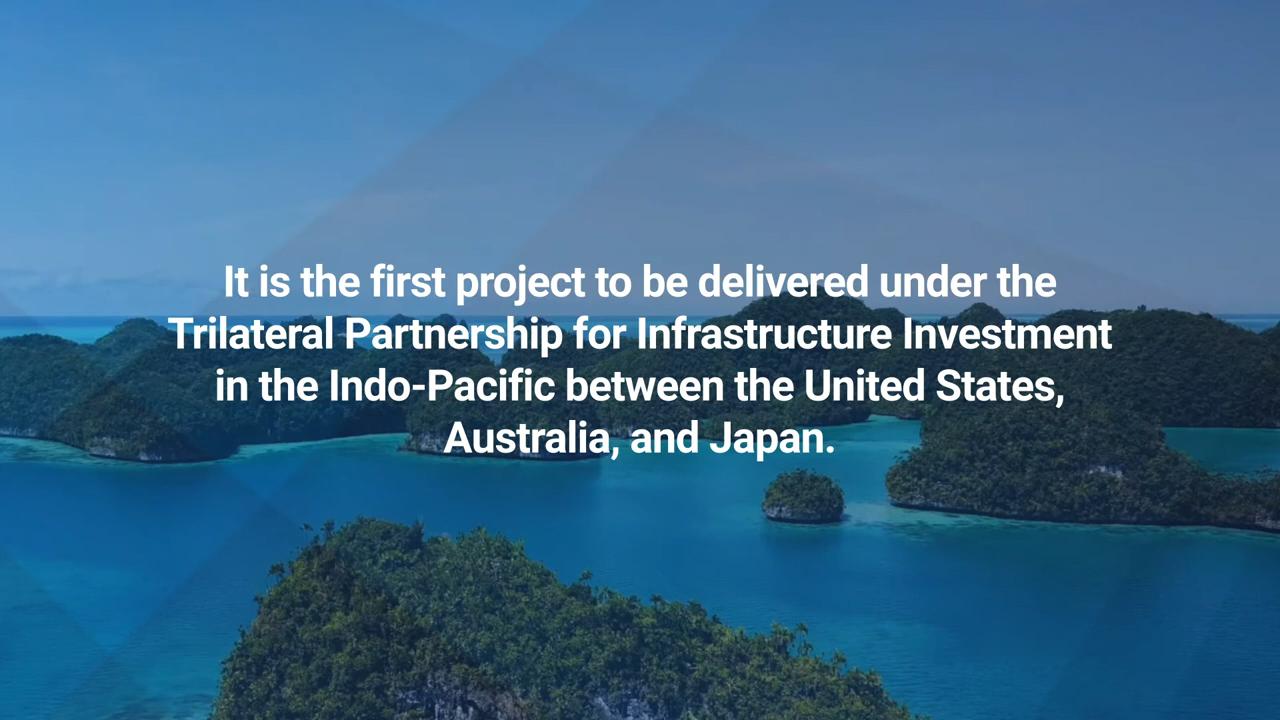 It is the first project to be delivered under the
Trilateral Partnership for Infrastructure Investment
in the Indo-Pacific between the United States,
Australia, and Japan.